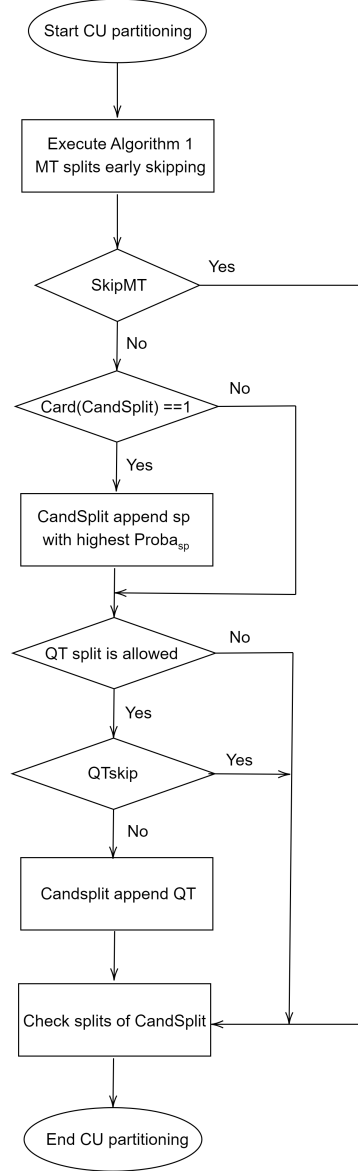 Start CU partitioning
Execute Algorithm 1
MT splits early skipping
SkipMT
Yes
No
Card(CandSplit) ==1
No
Yes
CandSplit append sp
with highest Proba_sp
QT split is allowed
No
Yes
QTskip
Yes
No
Candsplit append QT
Check splits of CandSplit
End CU partitioning